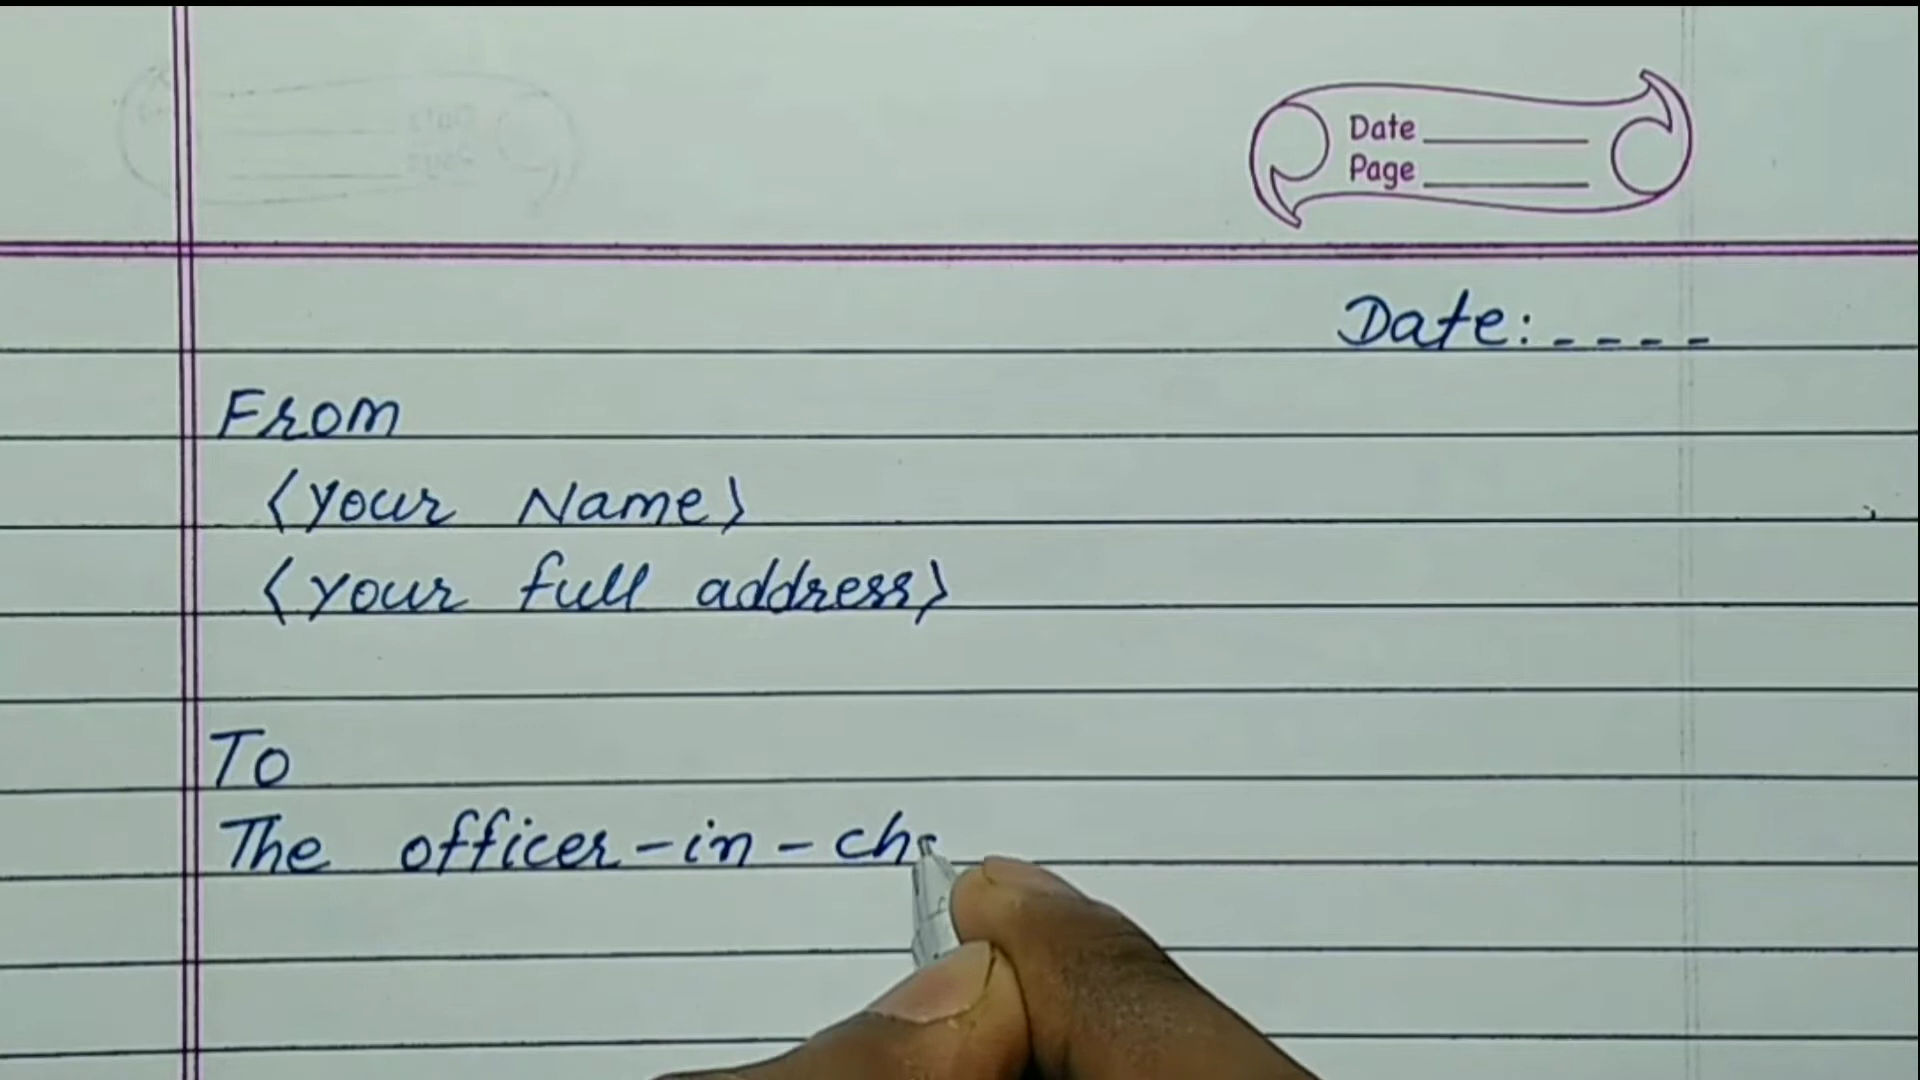 Date
Page
Date:----
From
<Your Name>
<Your full address>
To
The officer-in-ch